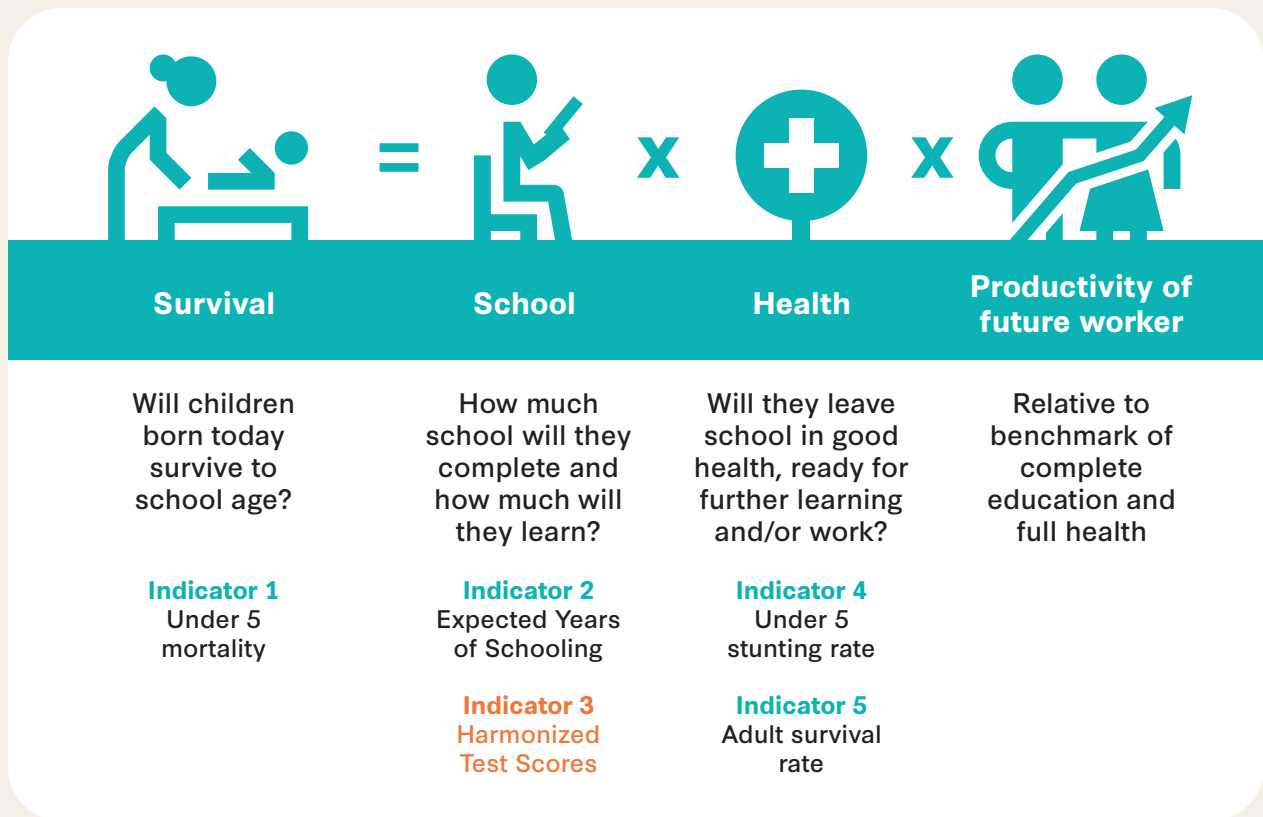 = x x
Survival
School
Health
Productivity of
future worker
Will children
born today
survive to
school age?
How much
school will they
complete and
how much will
they learn?
Will they leave
school in good
health, ready for
further learning
and/or work?
Relative to
benchmark of
complete
education and
full health
Indicator 1
Under 5
mortality
Indicator 2
Expected Years
of Schooling
Indicator 3
Harmonized
Test Scores
Indicator 4
Under 5
stunting rate
Indicator 5
Adult survival
rate